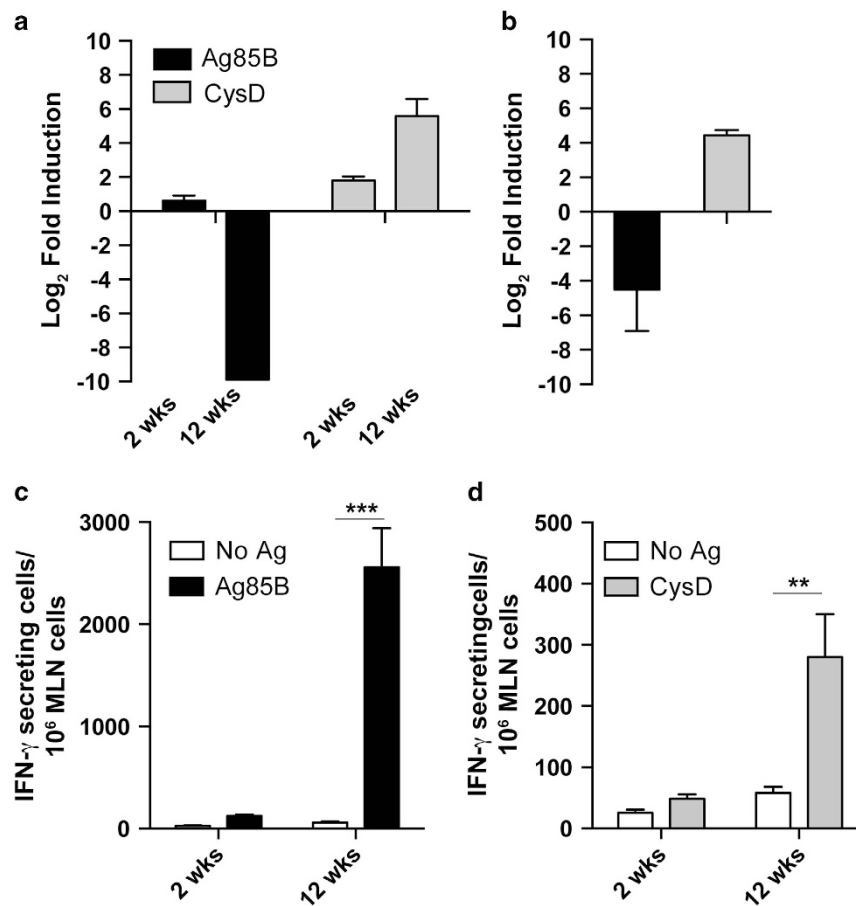 a
Log2 Fold Induction
10
8
6
4
2
0
-2
-4
-6
-8
-10
Ag85B
CysD
2 wks
12 wks
2 wks
12 wks
b
Log2 Fold Induction
10
8
6
4
2
0
-2
-4
-6
-8
-10
c
IFN-γ secreting cells/
10⁶ MLN cells
3000
2000
1000
0
No Ag
Ag85B
***
2 wks
12 wks
d
IFN-γ secretingcells/
10⁶ MLN cells
500
400
300
200
100
0
No Ag
CysD
**
2 wks
12 wks